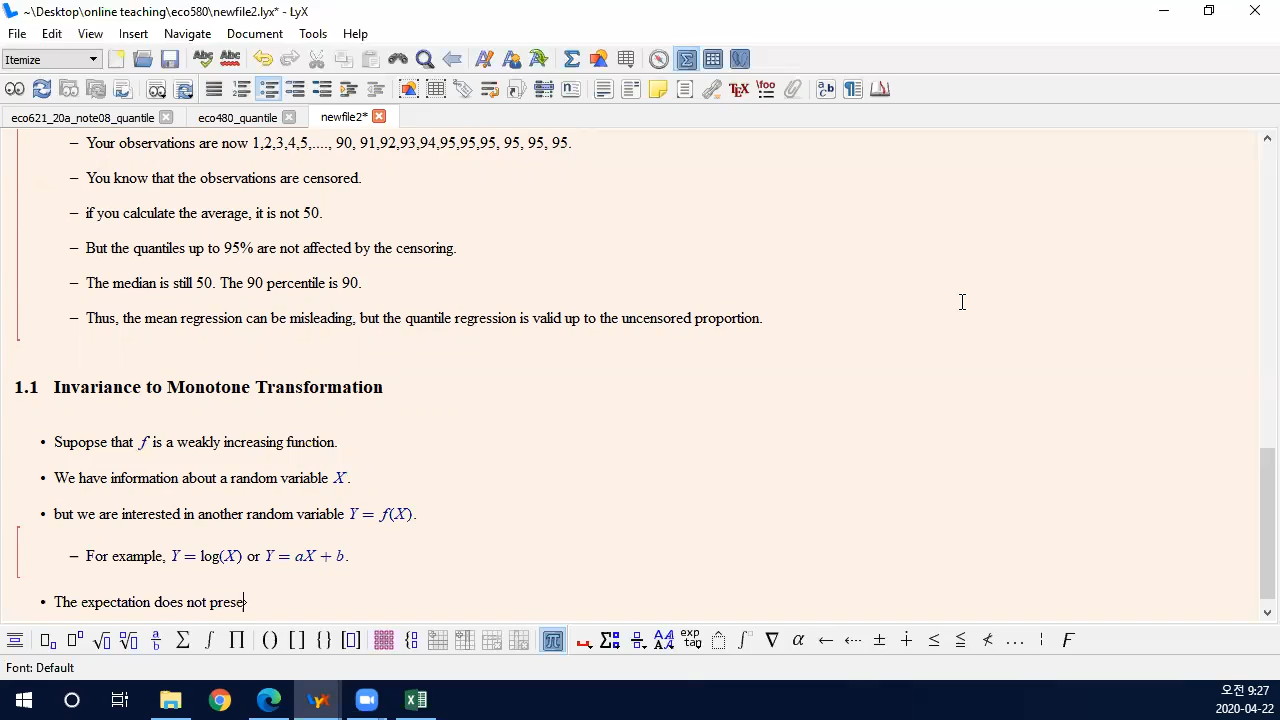 ~\Desktop\online teaching\eco580\newfile2.lyx* - LyX
File Edit View Insert Navigate Document Tools Help
Itemize
eco621_20a_note08_quantile eco480_quantile newfile2*
– Your observations are now 1,2,3,4,5,...., 90, 91,92,93,94,95,95,95, 95, 95, 95.
– You know that the observations are censored.
– if you calculate the average, it is not 50.
– But the quantiles up to 95% are not affected by the censoring.
– The median is still 50. The 90 percentile is 90.
– Thus, the mean regression can be misleading, but the quantile regression is valid up to the uncensored proportion.
1.1 Invariance to Monotone Transformation
• Supopse that f is a weakly increasing function.
• We have information about a random variable X.
• but we are interested in another random variable Y = f(X).
– For example, Y = log(X) or Y = aX + b.
• The expectation does not prese
Font: Default
오전 9:27
2020-04-22